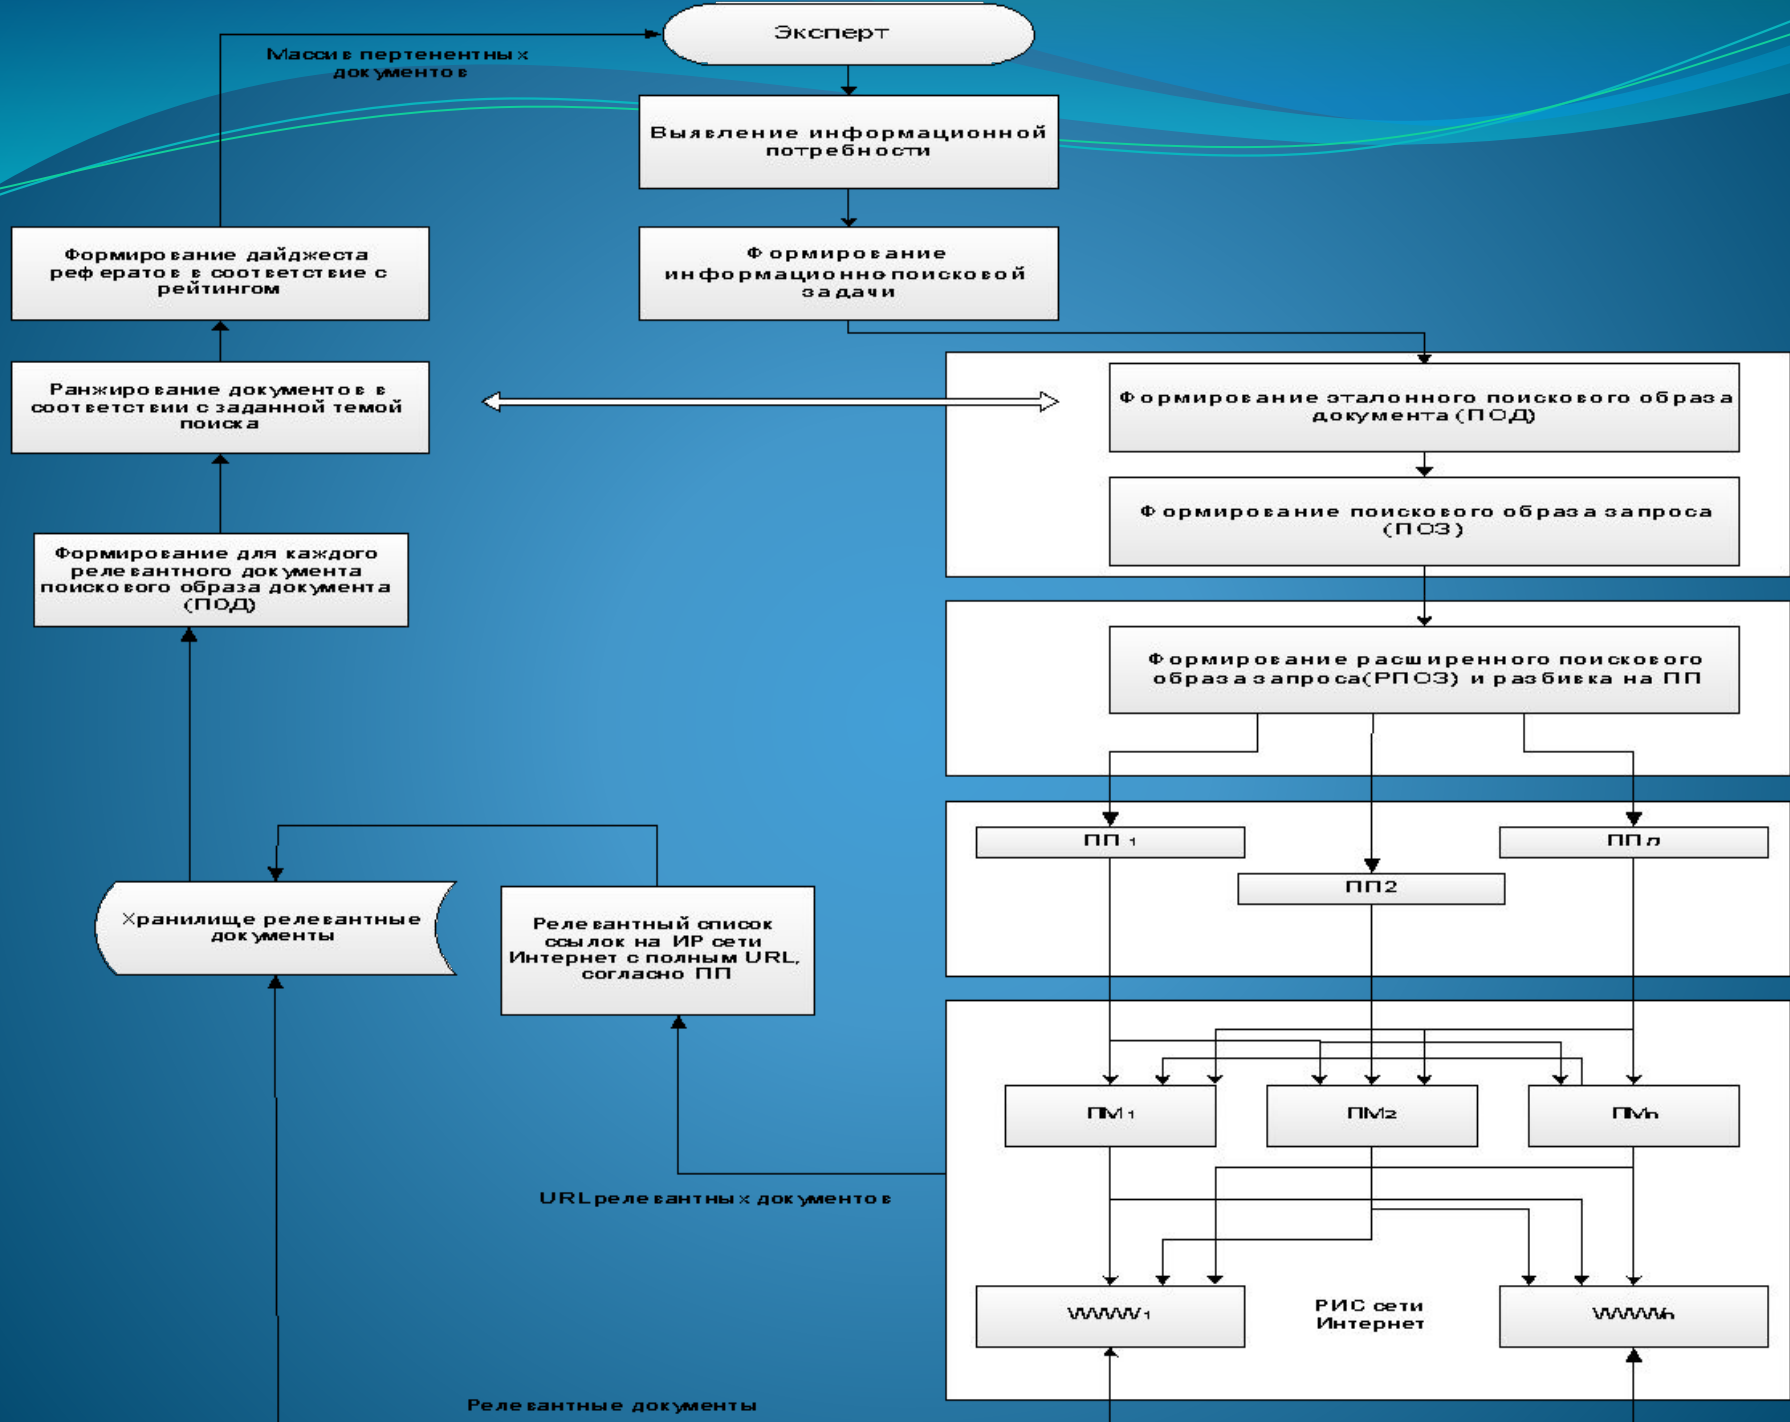 Эксперт
Массив пертенентных
документов
Выявление информационной
потребности
Формирование дайджеста
рефератов в соответствие с
рейтингом
Формирование
информационно-поисковой
задачи
Ранжирование документов в
соответствии с заданной темой
поиска
Формирование эталонного поискового образа
документа (ПОД)
Формирование поискового образа запроса
(ПОЗ)
Формирование для каждого
релевантного документа
поискового образа документа
(ПОД)
Формирование расширенного поискового
образа запроса(РПОЗ) и разбивка на ПП
ПП 1
ПП2
ППn
Хранилище релевантные
документы
Релевантный список
ссылок на ИР сети
Интернет с полным URL,
согласно ПП
ПМ1
ПМ2
ПМn
URL релевантных документов
WWW1
РИС сети
Интернет
WWWn
Релевантные документы